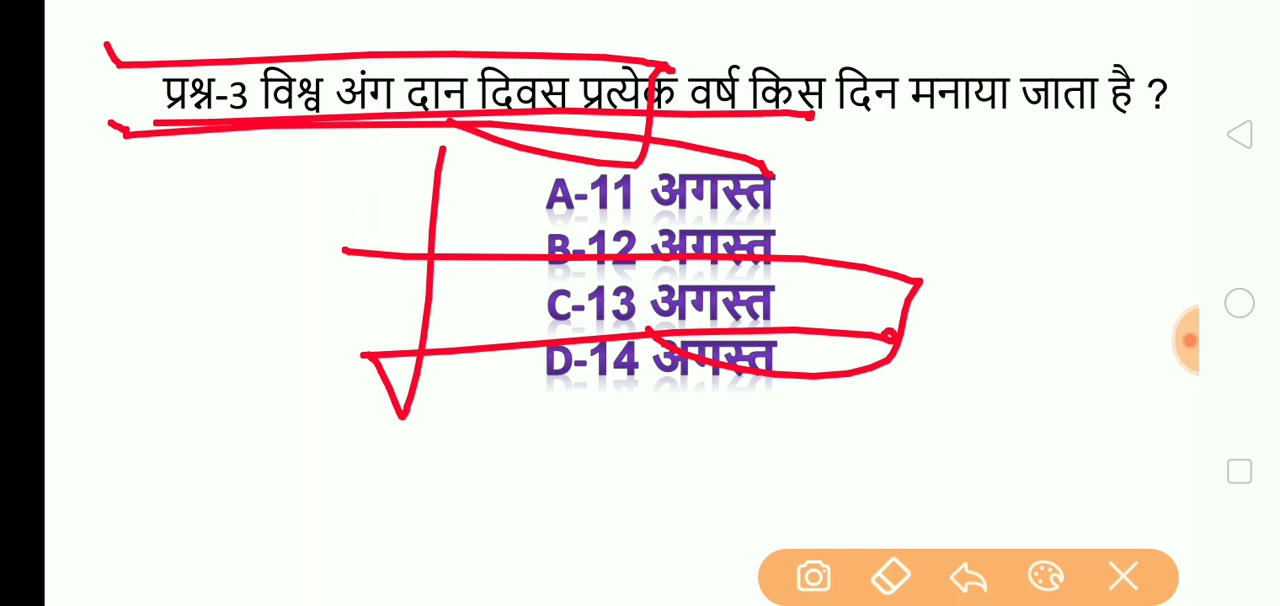 प्रश्न-3 विश्व अंग दान दिवस प्रत्येक वर्ष किस दिन मनाया जाता है ?
A-11 अगस्त
B-12 अगस्त
C-13 अगस्त
D-14 अगस्त